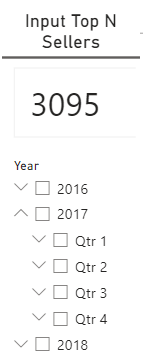 Input Top N
Sellers
3095
Year
2016
2017
Qtr 1
Qtr 2
Qtr 3
Qtr 4
2018